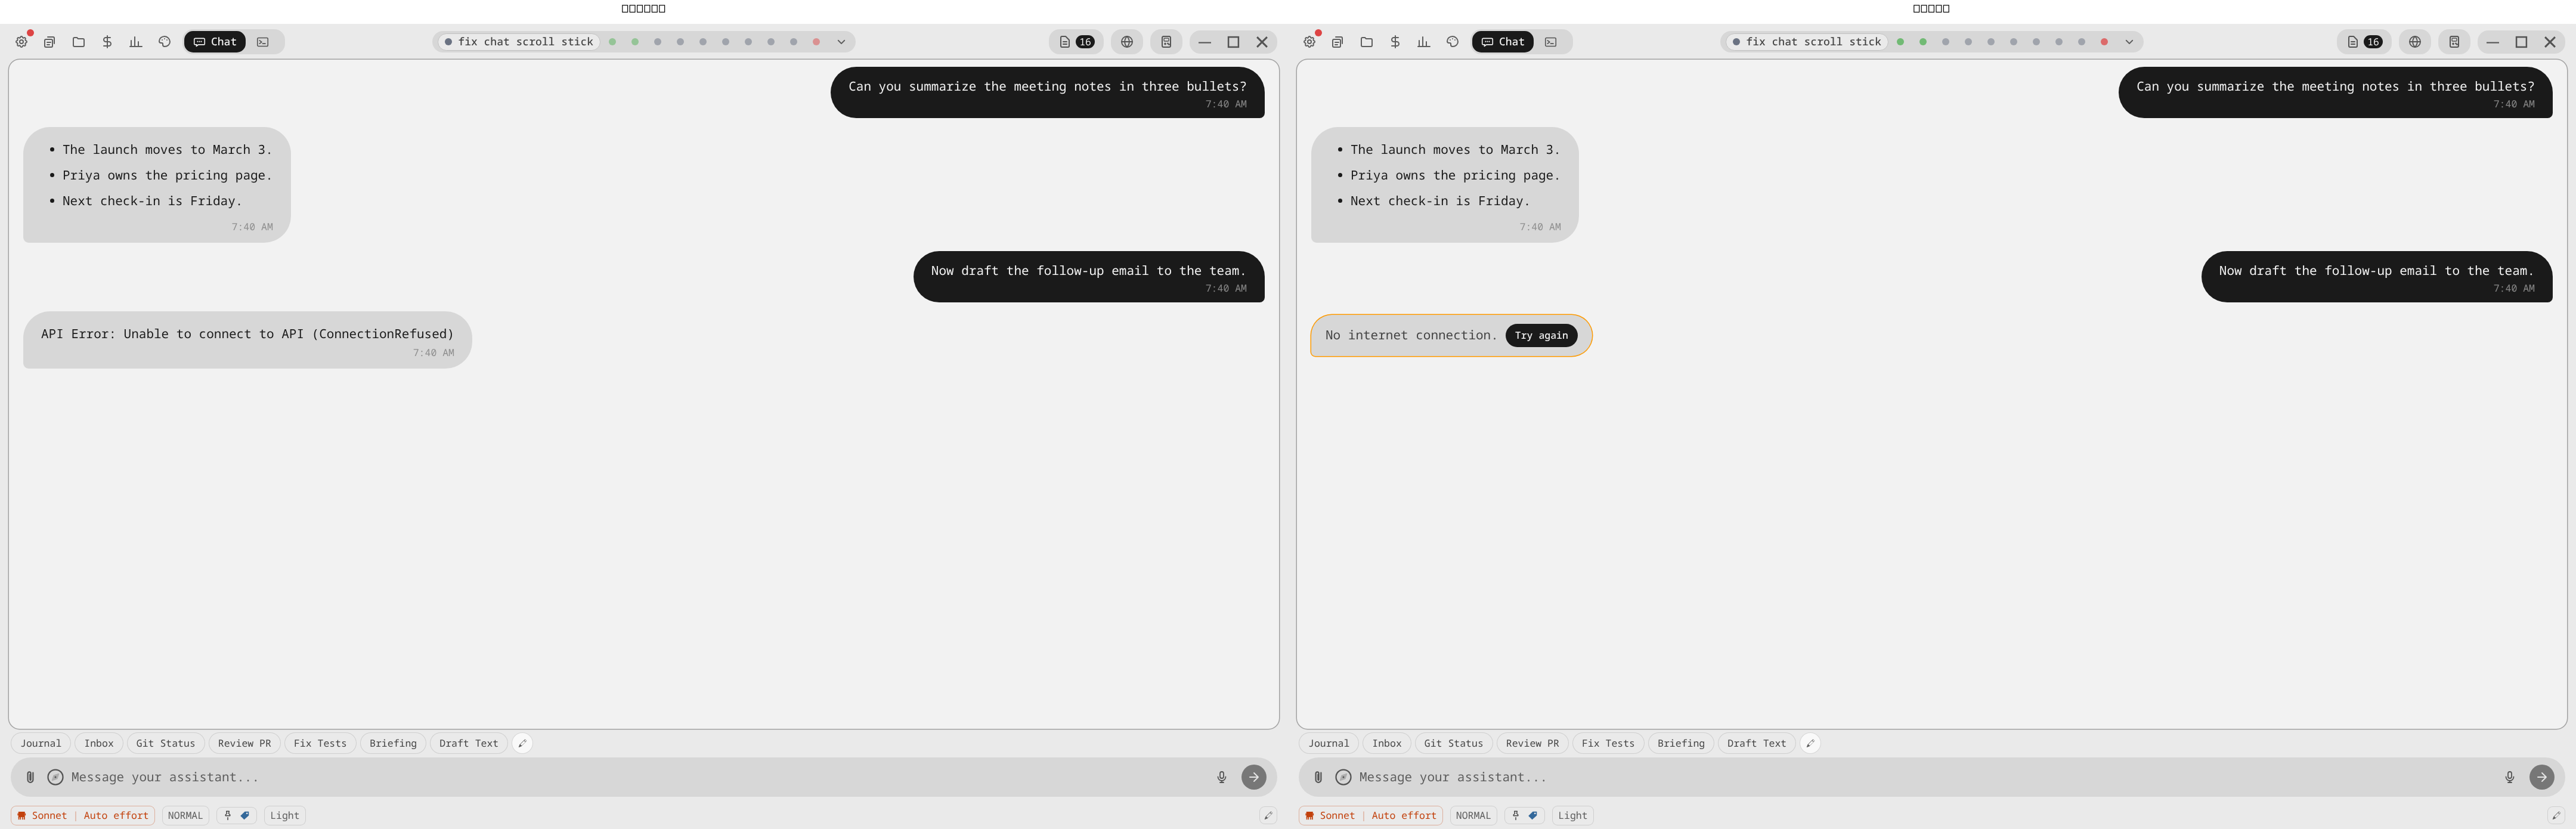 Chat
fix chat scroll stick
16
Can you summarize the meeting notes in three bullets?
7:40 AM
• The launch moves to March 3.
• Priya owns the pricing page.
• Next check-in is Friday.
7:40 AM
Now draft the follow-up email to the team.
7:40 AM
API Error: Unable to connect to API (ConnectionRefused)
7:40 AM
Journal
Inbox
Git Status
Review PR
Fix Tests
Briefing
Draft Text
Message your assistant...
Sonnet | Auto effort
NORMAL
Light
Chat
fix chat scroll stick
16
Can you summarize the meeting notes in three bullets?
7:40 AM
• The launch moves to March 3.
• Priya owns the pricing page.
• Next check-in is Friday.
7:40 AM
Now draft the follow-up email to the team.
7:40 AM
No internet connection. Try again
Journal
Inbox
Git Status
Review PR
Fix Tests
Briefing
Draft Text
Message your assistant...
Sonnet | Auto effort
NORMAL
Light